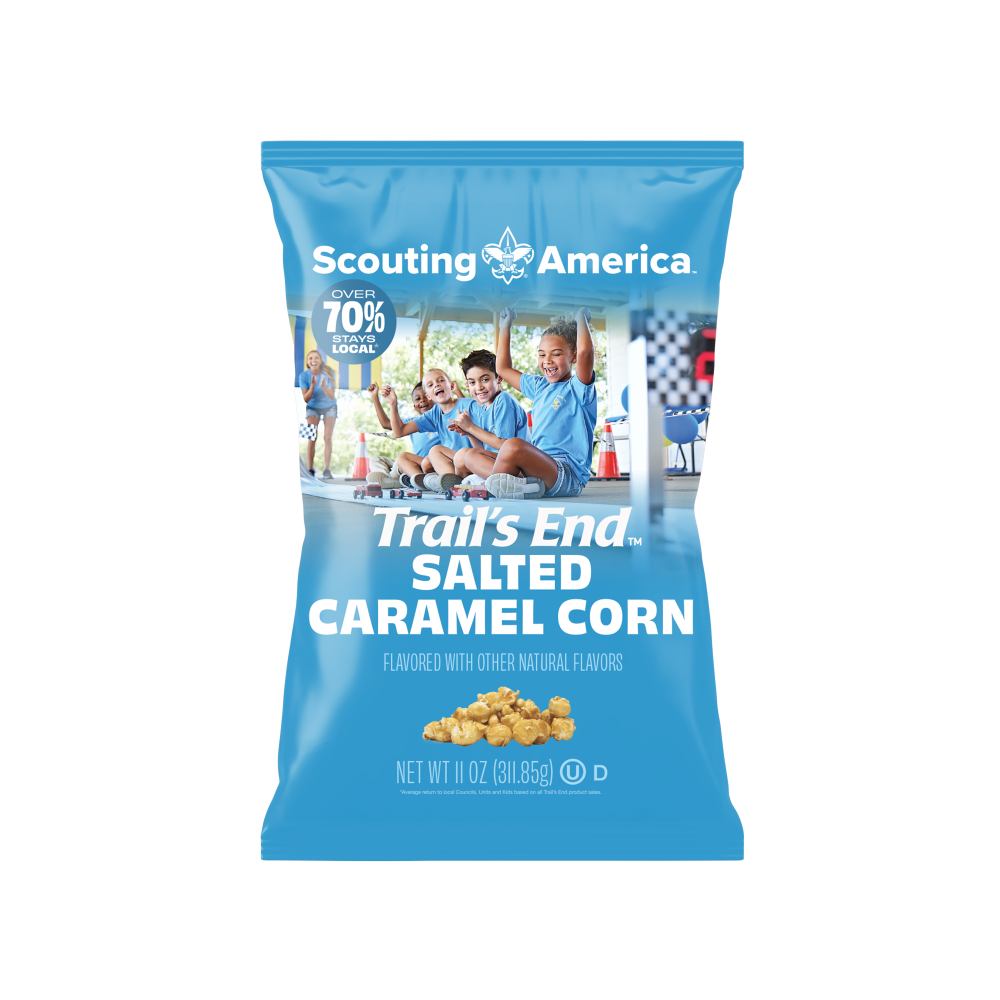 Scouting America™
OVER
70%
STAYS
LOCAL*
Trail's End™
SALTED
CARAMEL CORN
FLAVORED WITH OTHER NATURAL FLAVORS
NET WT 11 OZ (311.85g) Ⓤ D
*Average return to local Councils, Units and Kids based on all Trail's End product sales.